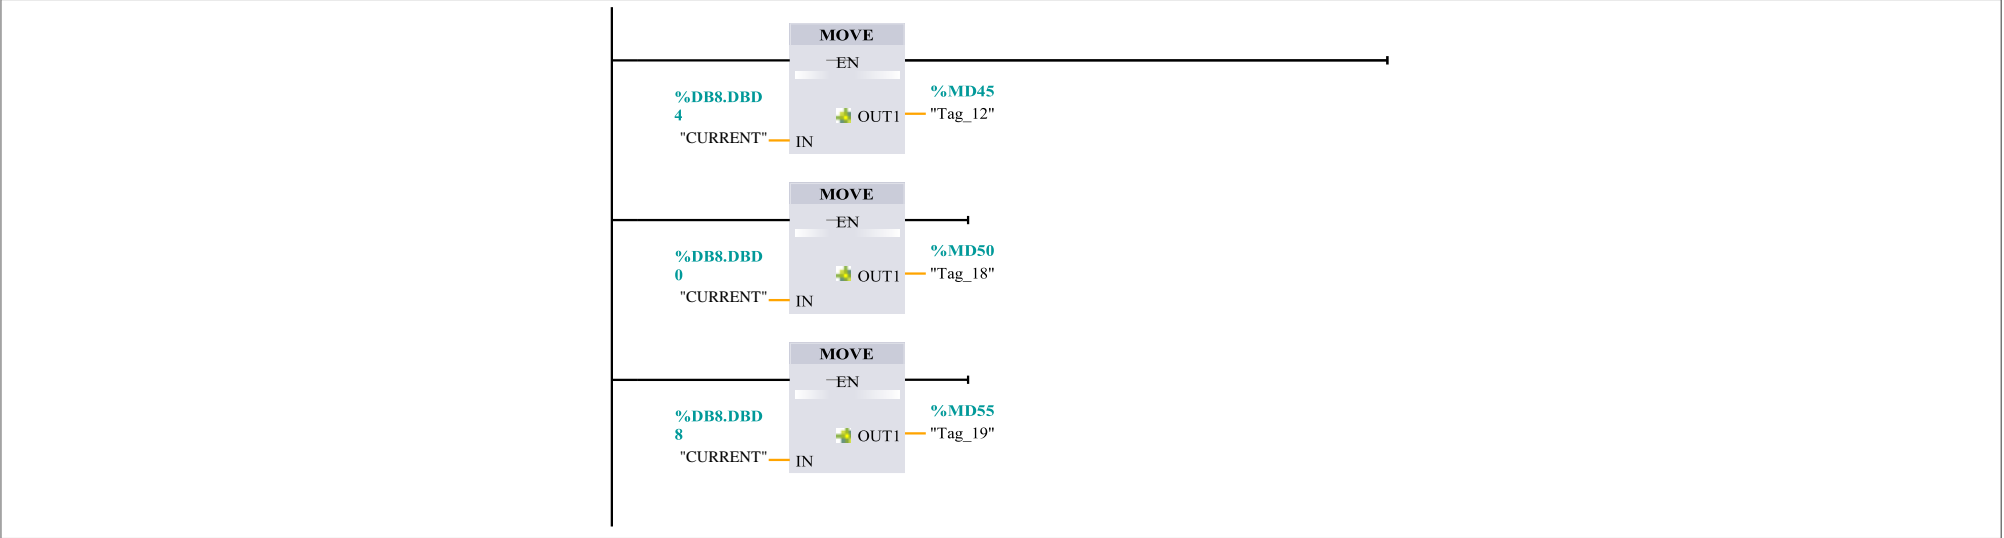 MOVE
EN
%DB8.DBD
4
"CURRENT"
IN
OUT1
%MD45
"Tag_12"
MOVE
EN
%DB8.DBD
0
"CURRENT"
IN
OUT1
%MD50
"Tag_18"
MOVE
EN
%DB8.DBD
8
"CURRENT"
IN
OUT1
%MD55
"Tag_19"